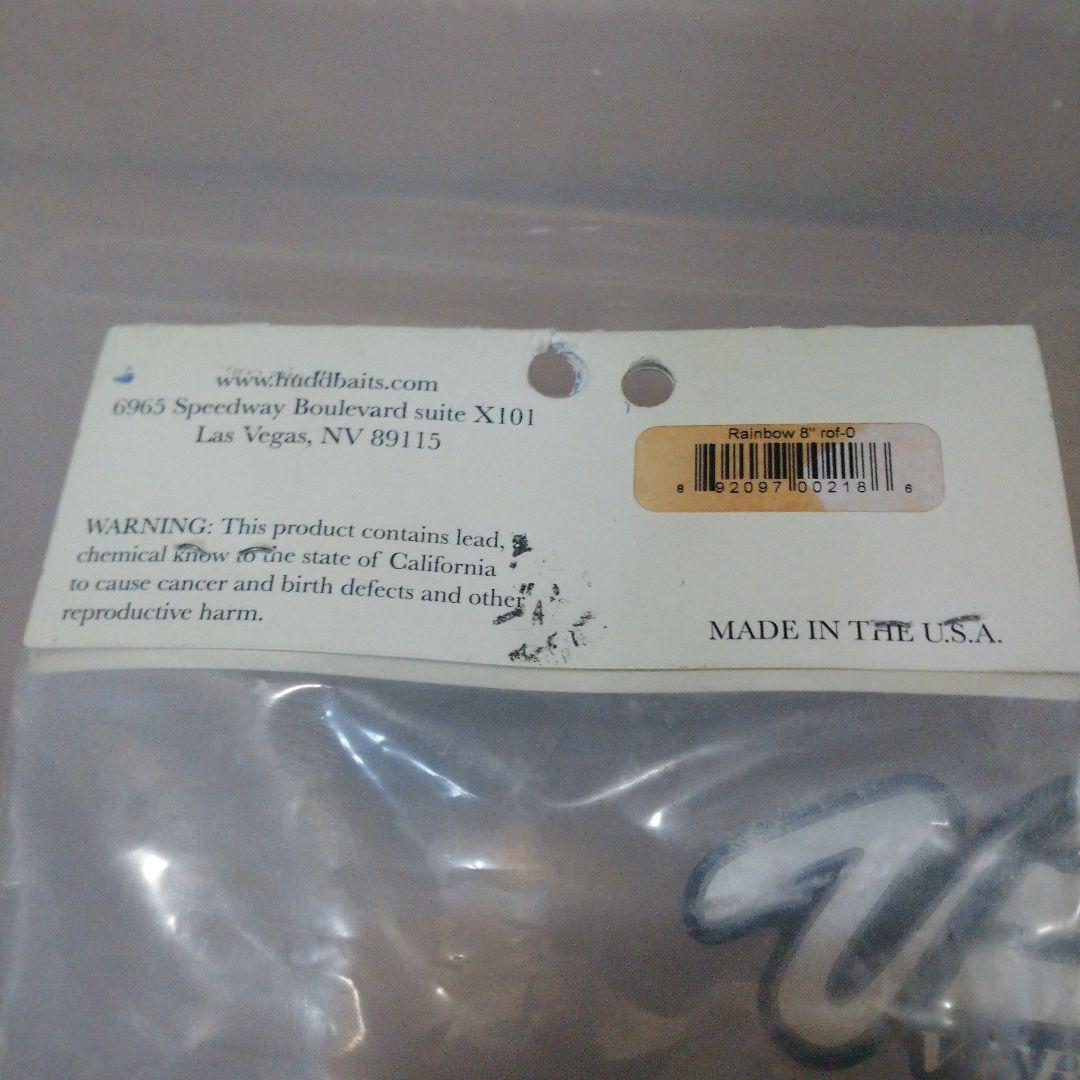 www.huddbaits.com
6965 Speedway Boulevard suite X101
Las Vegas, NV 89115
Rainbow 8" rof-0
8 92097 00218 6
WARNING: This product contains lead,
chemical know to the state of California
to cause cancer and birth defects and other
reproductive harm.
MADE IN THE U.S.A.